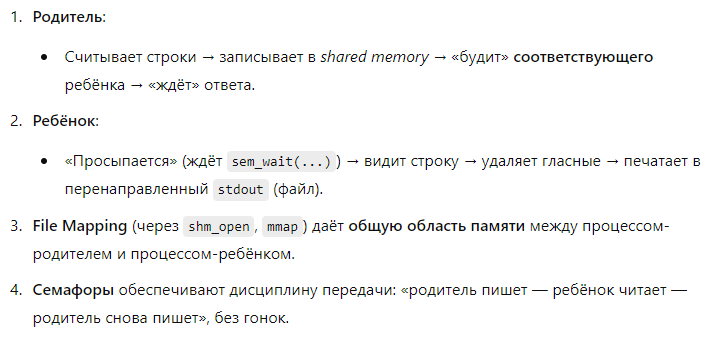 1. Родитель:
• Считывает строки → записывает в shared memory → «будит» соответствующего
ребёнка → «ждёт» ответа.
2. Ребёнок:
• «Просыпается» (ждёт sem_wait(...)) → видит строку → удаляет гласные → печатает в
перенаправленный stdout (файл).
3. File Mapping (через shm_open, mmap) даёт общую область памяти между процессом-
родителем и процессом-ребёнком.
4. Семафоры обеспечивают дисциплину передачи: «родитель пишет — ребёнок читает —
родитель снова пишет», без гонок.